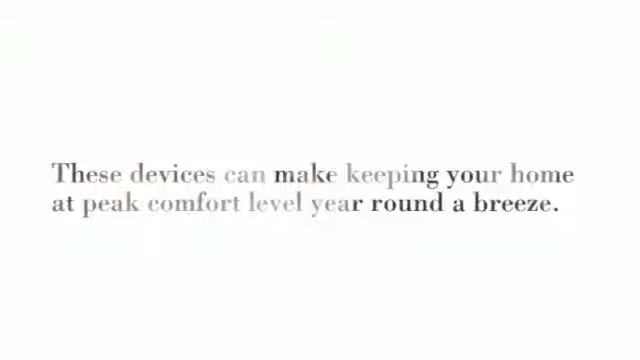 These devices can make keeping your home
at peak comfort level year round a breeze.